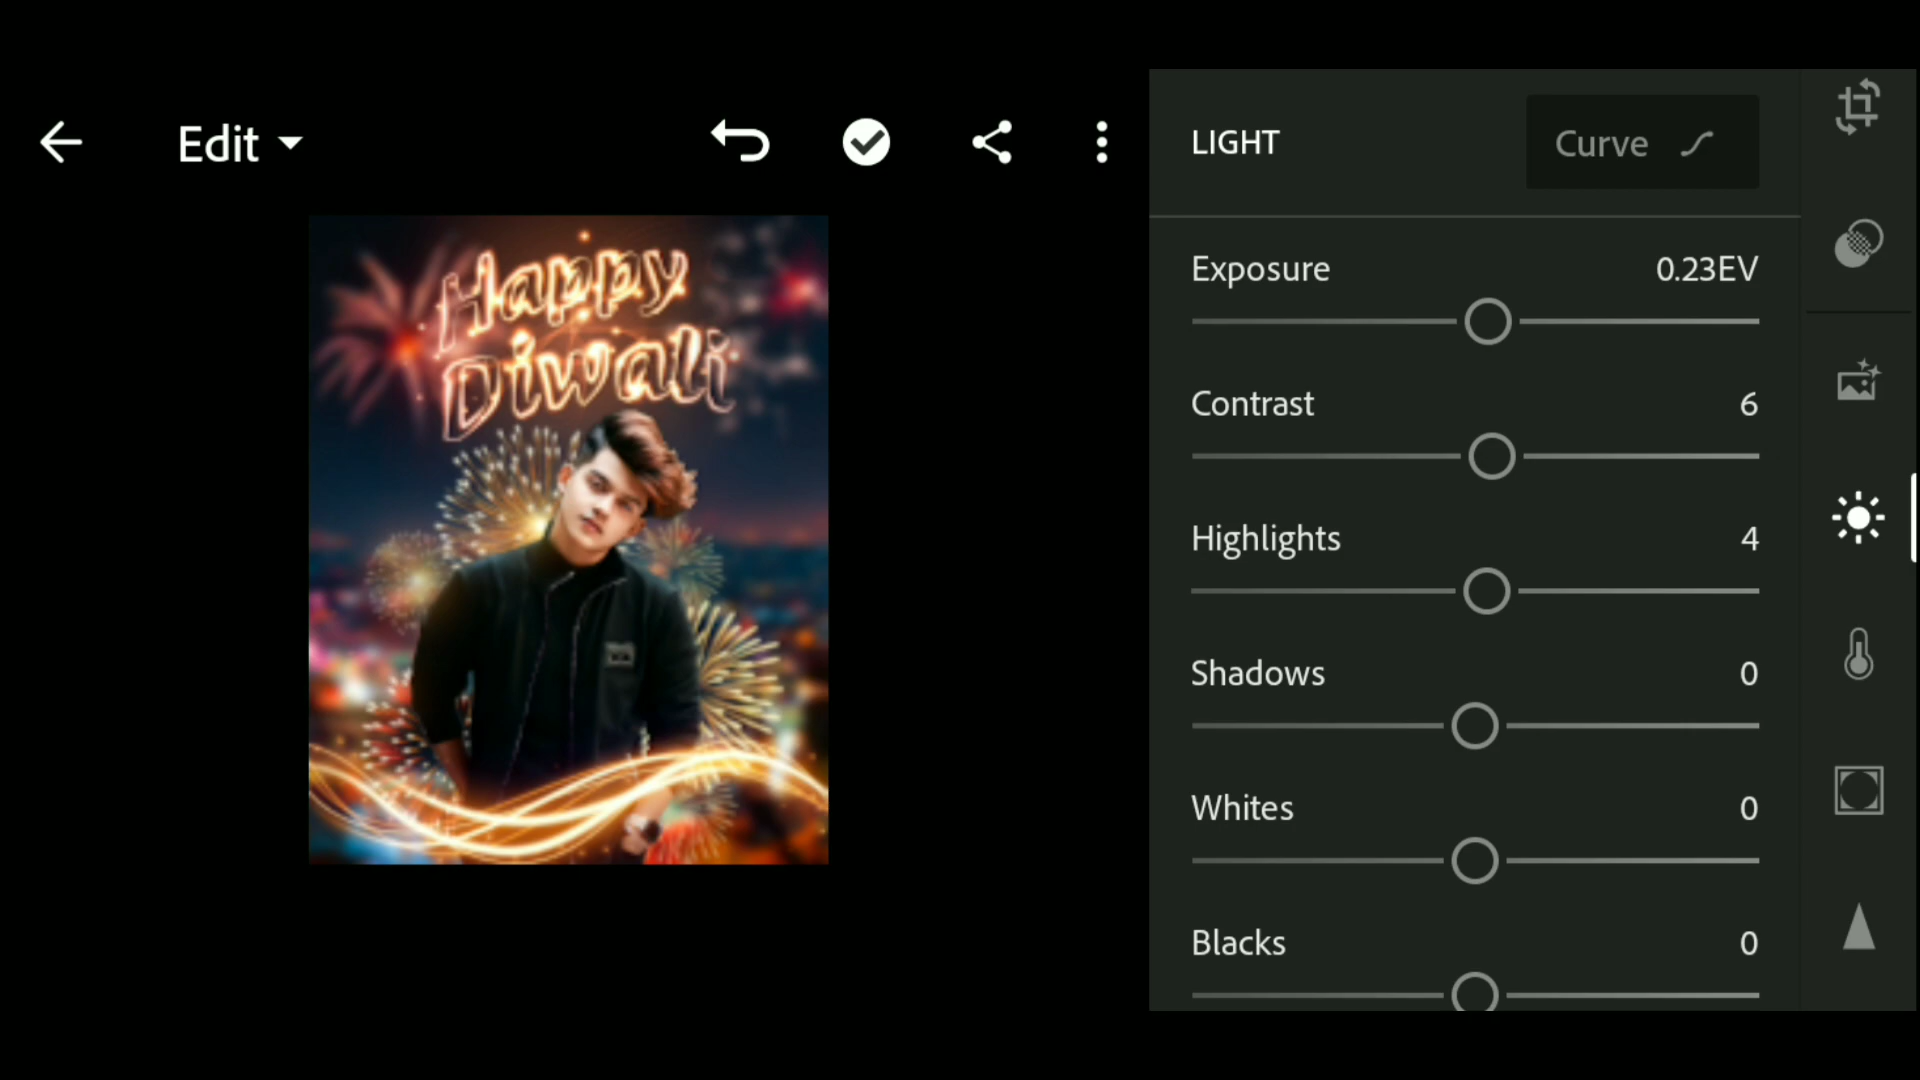 Edit
LIGHT
Curve
Happy
Diwali
Exposure 0.23EV
Contrast 6
Highlights 4
Shadows 0
Whites 0
Blacks 0